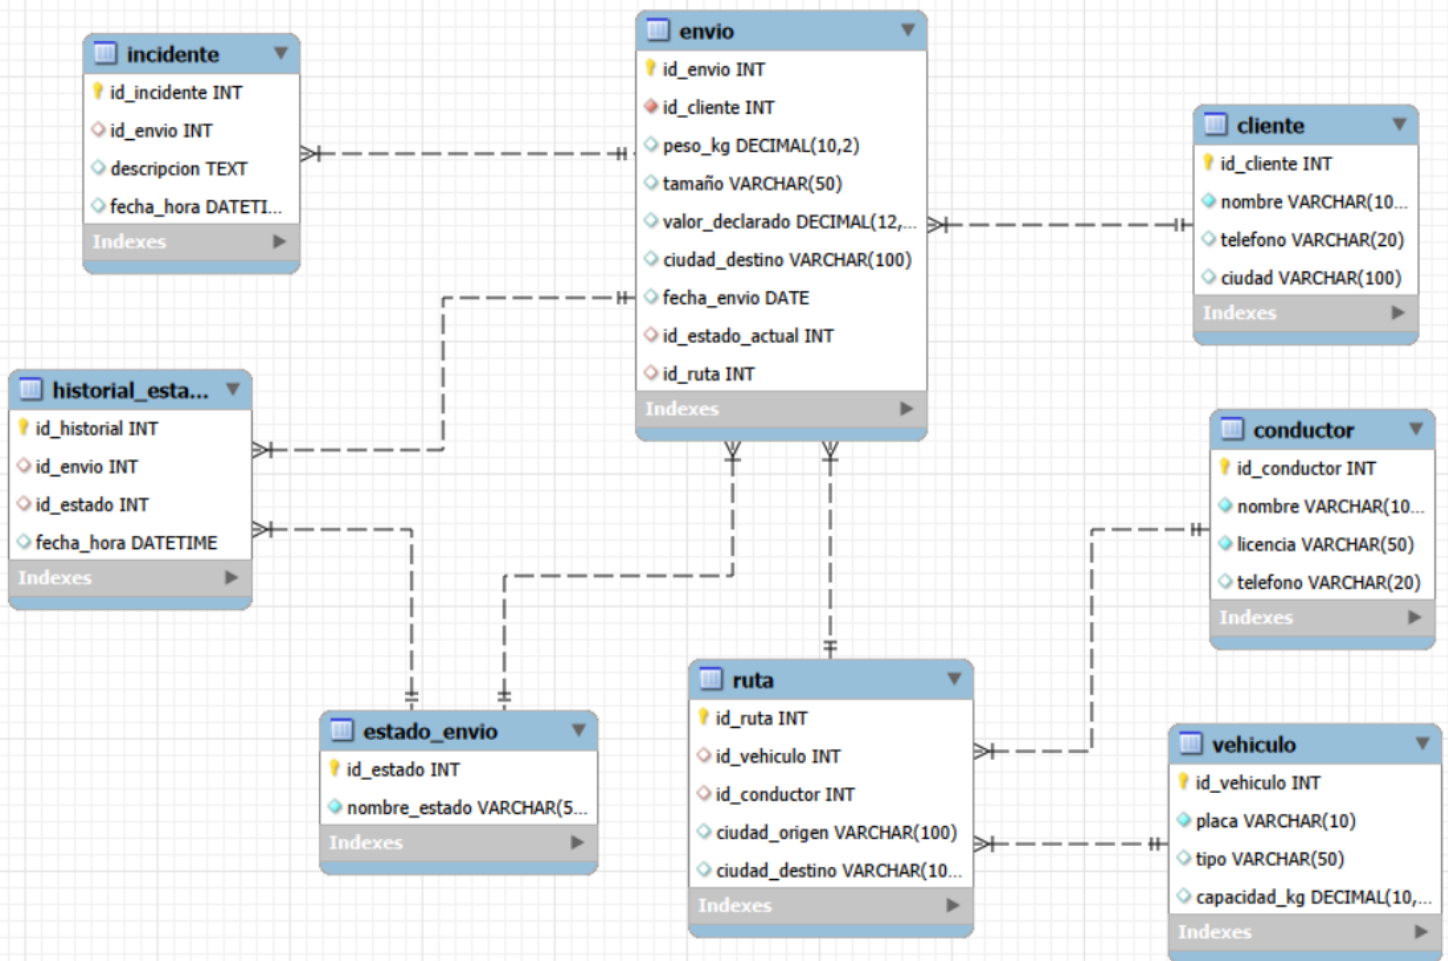 incidente
id_incidente INT
id_envio INT
descripcion TEXT
fecha_hora DATETI...
Indexes
envio
id_envio INT
id_cliente INT
peso_kg DECIMAL(10,2)
tamaño VARCHAR(50)
valor_declarado DECIMAL(12,...
ciudad_destino VARCHAR(100)
fecha_envio DATE
id_estado_actual INT
id_ruta INT
Indexes
cliente
id_cliente INT
nombre VARCHAR(10...
telefono VARCHAR(20)
ciudad VARCHAR(100)
Indexes
historial_esta...
id_historial INT
id_envio INT
id_estado INT
fecha_hora DATETIME
Indexes
conductor
id_conductor INT
nombre VARCHAR(10...
licencia VARCHAR(50)
telefono VARCHAR(20)
Indexes
estado_envio
id_estado INT
nombre_estado VARCHAR(5...
Indexes
ruta
id_ruta INT
id_vehiculo INT
id_conductor INT
ciudad_origen VARCHAR(100)
ciudad_destino VARCHAR(10...
Indexes
vehiculo
id_vehiculo INT
placa VARCHAR(10)
tipo VARCHAR(50)
capacidad_kg DECIMAL(10,...
Indexes